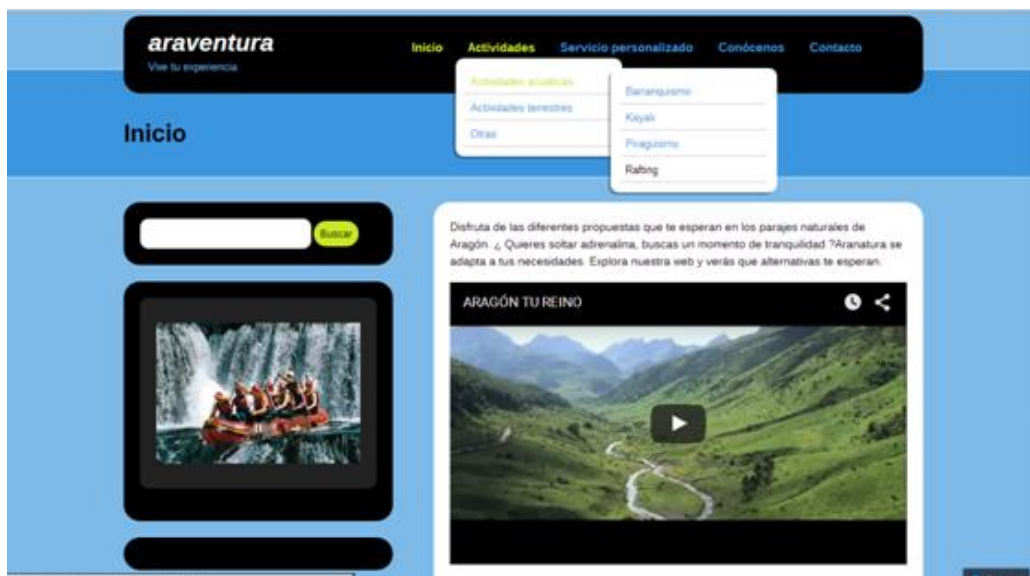 araventura
Vive tu experiencia
Inicio Actividades Servicio personalizado Conócenos Contacto
Actividades acuáticas
Actividades terrestres
Otras
Barranquismo
Kayak
Piragüismo
Rafting
Inicio
Buscar
Disfruta de las diferentes propuestas que te esperan en los parajes naturales de
Aragón. ¿ Quieres soltar adrenalina, buscas un momento de tranquilidad ?Aranatura se
adapta a tus necesidades. Explora nuestra web y verás que alternativas te esperan.
ARAGÓN TU REINO